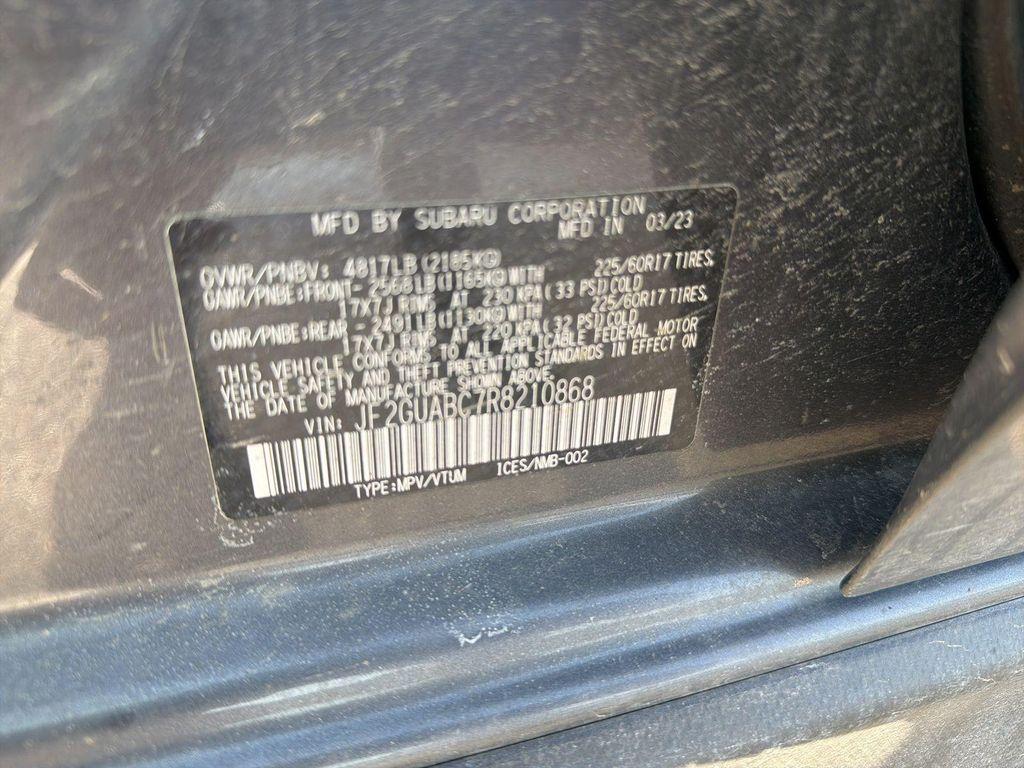 MFD BY SUBARU CORPORATION
MFD IN 03/23
GVWR/PNBV: 4817LB(2185KG)
GAWR/PNBE:FRONT- 2568LB(1165KG)WITH 225/60R17 TIRES,
17X7J RIMS AT 230 KPA(33 PSI)COLD
GAWR/PNBE:REAR - 2491LB(1130KG)WITH 225/60R17 TIRES,
17X7J RIMS AT 220 KPA(32 PSI)COLD
THIS VEHICLE CONFORMS TO ALL APPLICABLE FEDERAL MOTOR
VEHICLE SAFETY AND THEFT PREVENTION STANDARDS IN EFFECT ON
THE DATE OF MANUFACTURE SHOWN ABOVE.
VIN: JF2GUABC7R8210868
TYPE:MPV/VTUM ICES/NMB-002